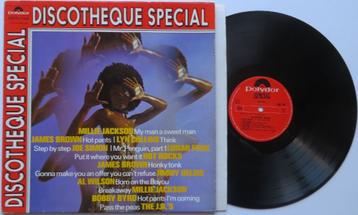 polydor
DISCOTHEQUE SPECIAL
DISCOTHEQUE SPECIAL
MILLIE JACKSON My man a sweet man
JAMES BROWN Hot pants | LYN COLLINS Think
Step by step JOE SIMON | Mr. Penguin, part 1 LUNAR FUNK
Put it where you want it HOT ROCKS
JAMES BROWN Honky tonk
Gonna make you an offer you can't refuse JIMMY HELMS
AL WILSON Born on the Bayou
Breakaway MILLIE JACKSON
BOBBY BYRD Hot pants I'm coming
Pass the peas THE J.B.'S
polydor